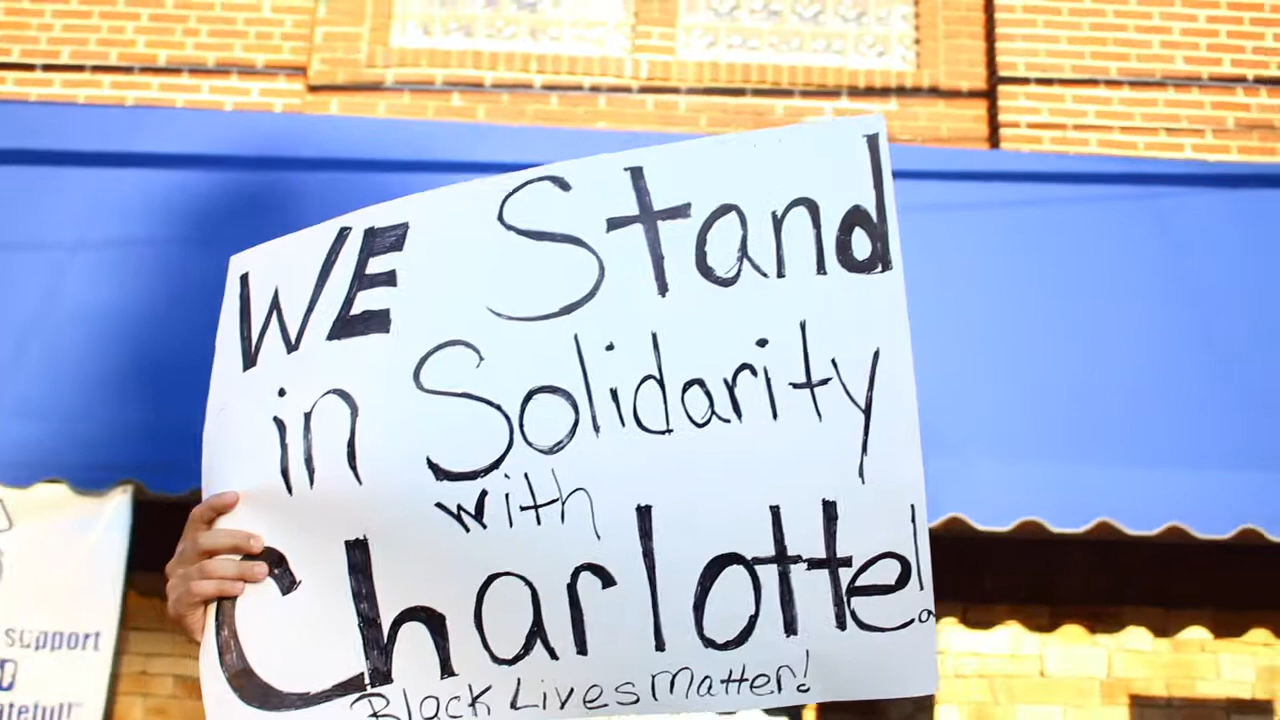 WE Stand
in Solidarity
with
Charlotte!
Black Lives Matter!
support